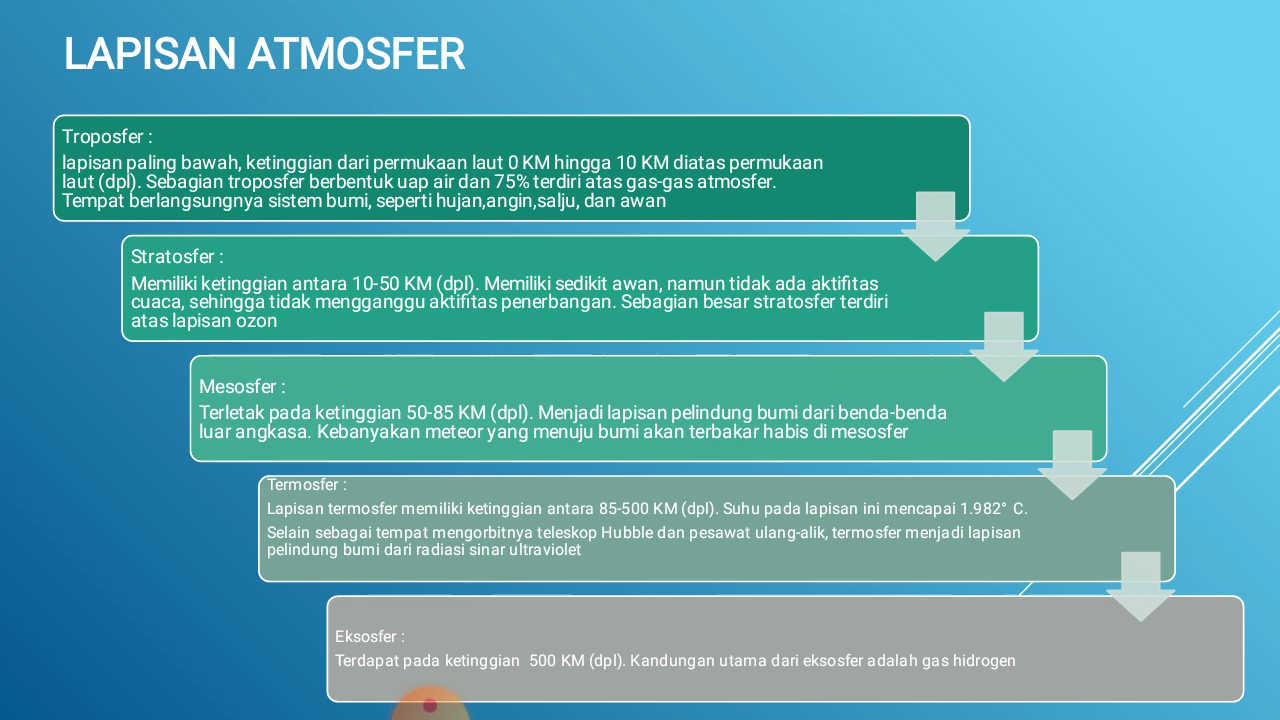 LAPISAN ATMOSFER
Troposfer :
lapisan paling bawah, ketinggian dari permukaan laut 0 KM hingga 10 KM diatas permukaan
laut (dpl). Sebagian troposfer berbentuk uap air dan 75% terdiri atas gas-gas atmosfer.
Tempat berlangsungnya sistem bumi, seperti hujan,angin,salju, dan awan
Stratosfer :
Memiliki ketinggian antara 10-50 KM (dpl). Memiliki sedikit awan, namun tidak ada aktifitas
cuaca, sehingga tidak mengganggu aktifitas penerbangan. Sebagian besar stratosfer terdiri
atas lapisan ozon
Mesosfer :
Terletak pada ketinggian 50-85 KM (dpl). Menjadi lapisan pelindung bumi dari benda-benda
luar angkasa. Kebanyakan meteor yang menuju bumi akan terbakar habis di mesosfer
Termosfer :
Lapisan termosfer memiliki ketinggian antara 85-500 KM (dpl). Suhu pada lapisan ini mencapai 1.982° C.
Selain sebagai tempat mengorbitnya teleskop Hubble dan pesawat ulang-alik, termosfer menjadi lapisan
pelindung bumi dari radiasi sinar ultraviolet
Eksosfer :
Terdapat pada ketinggian  500 KM (dpl). Kandungan utama dari eksosfer adalah gas hidrogen